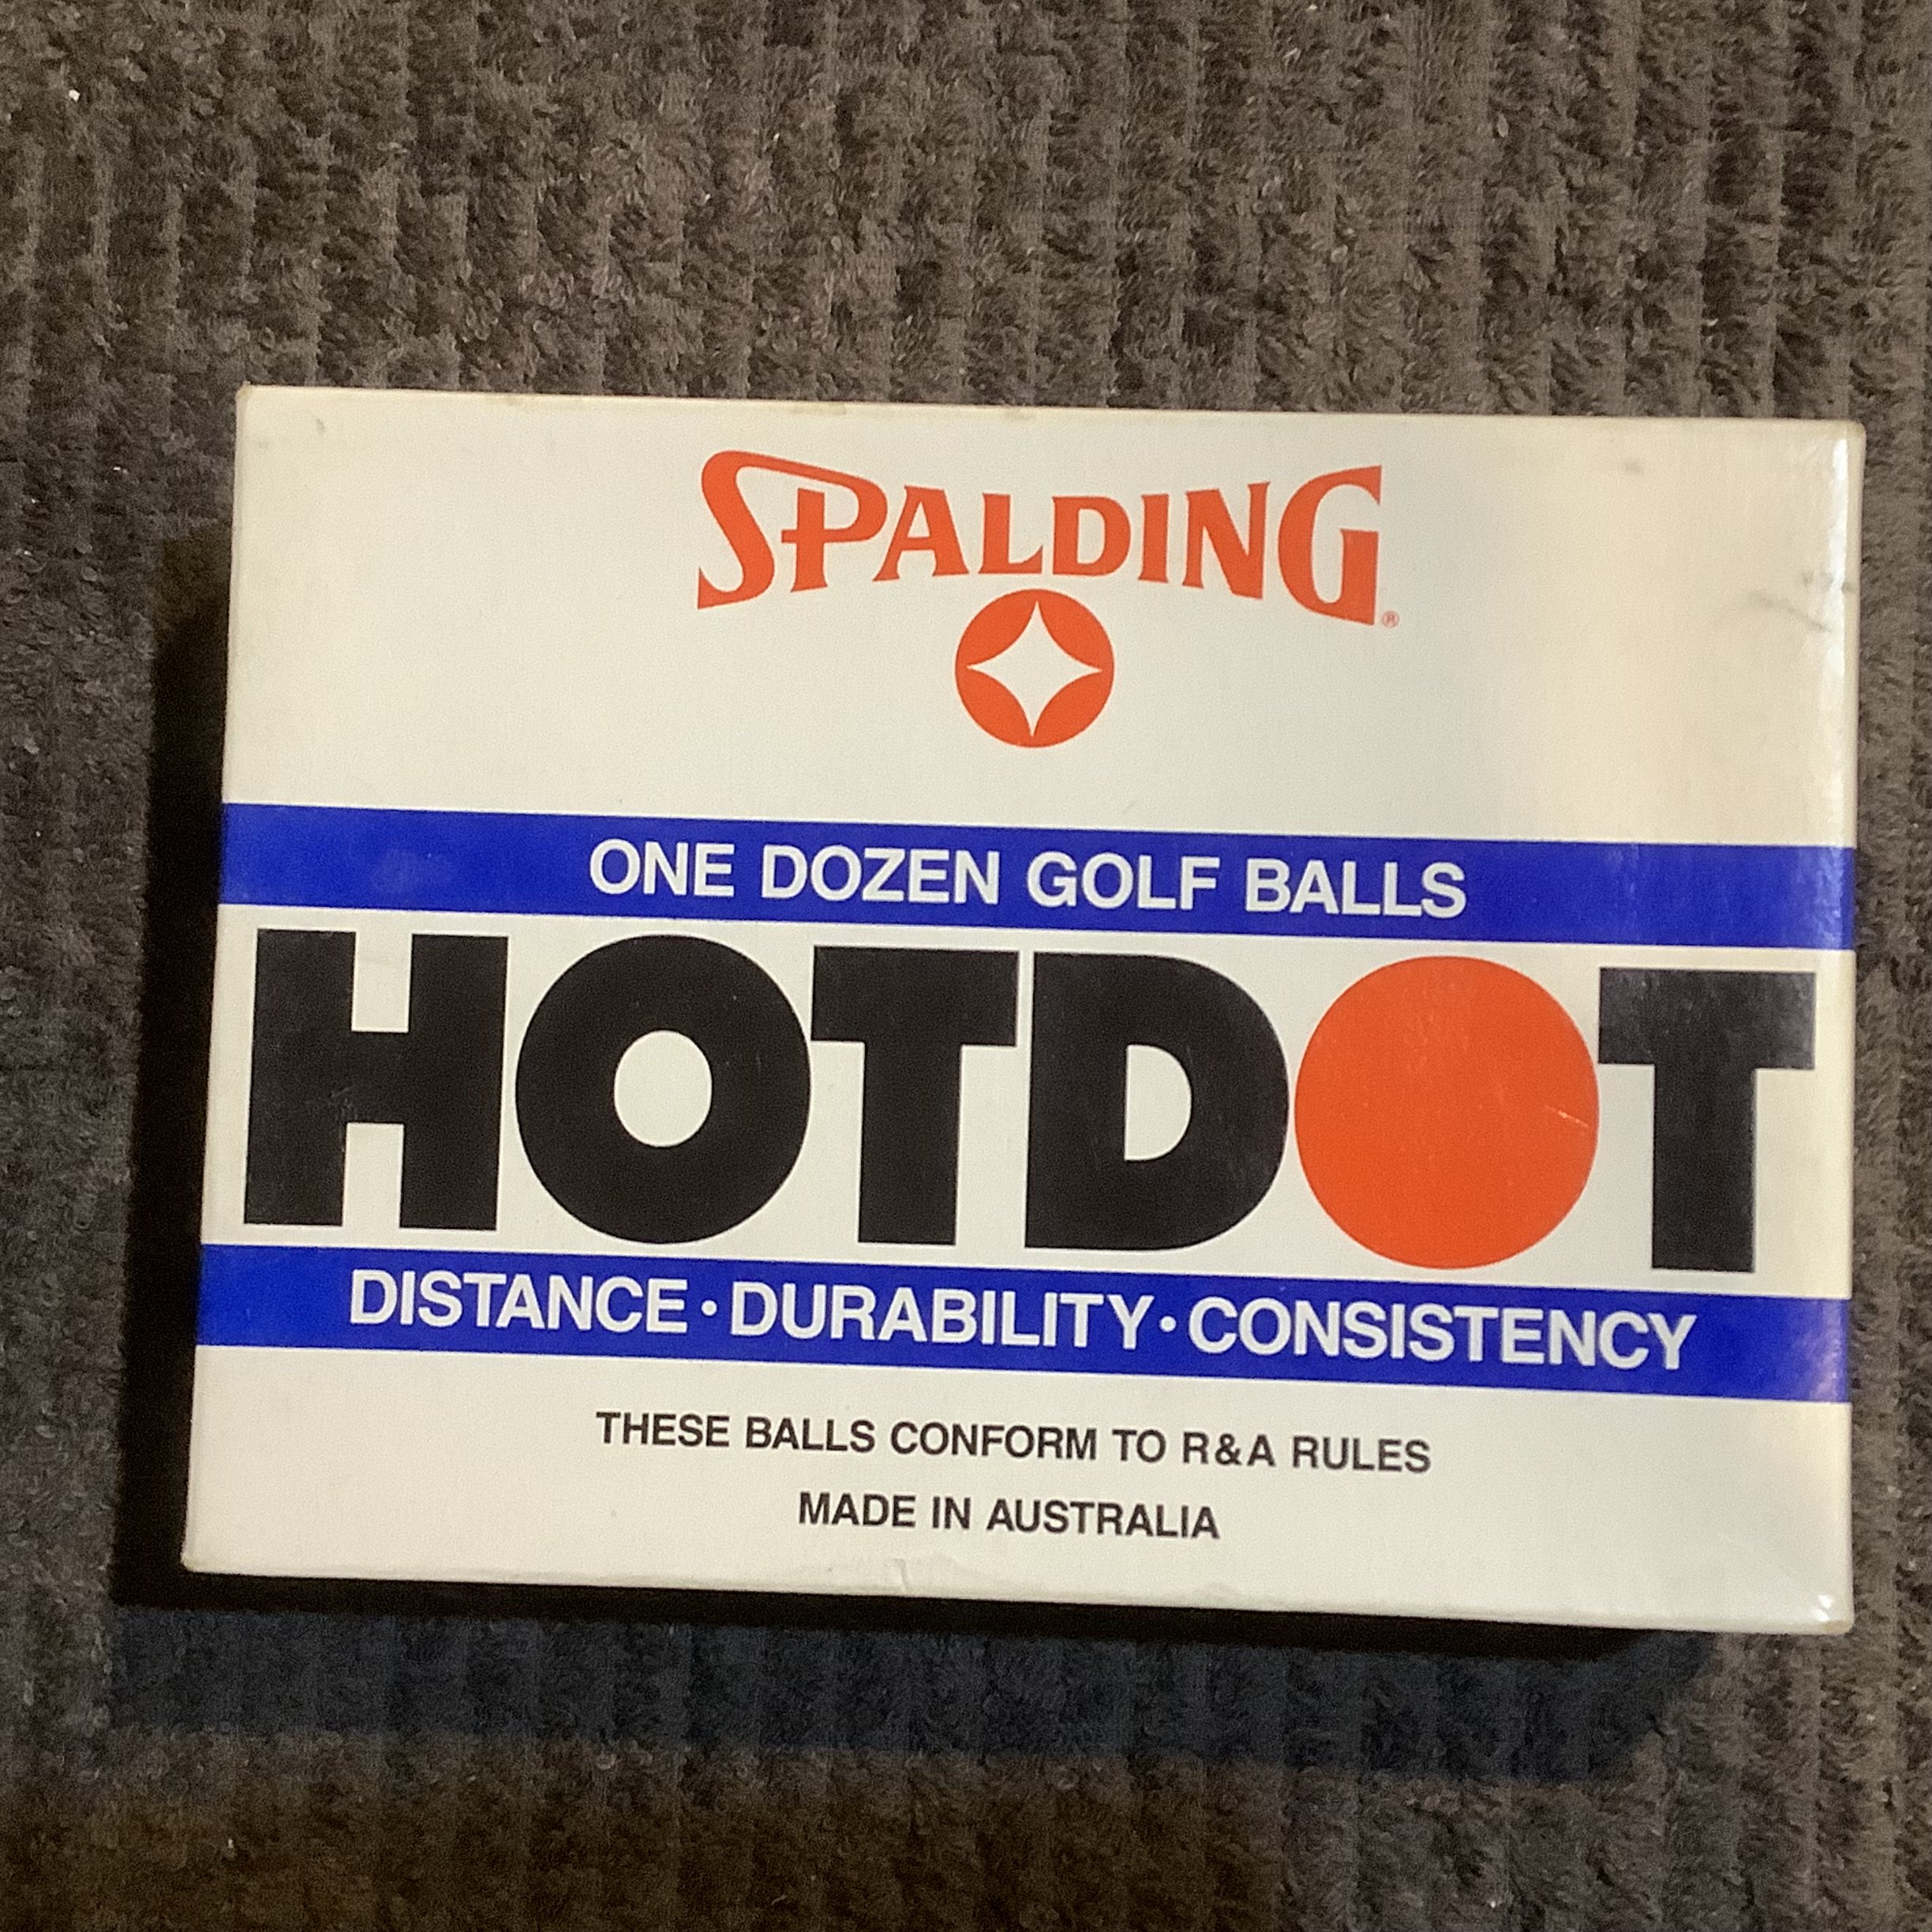 SPALDING®
ONE DOZEN GOLF BALLS
HOTDOT
DISTANCE • DURABILITY • CONSISTENCY
THESE BALLS CONFORM TO R&A RULES
MADE IN AUSTRALIA